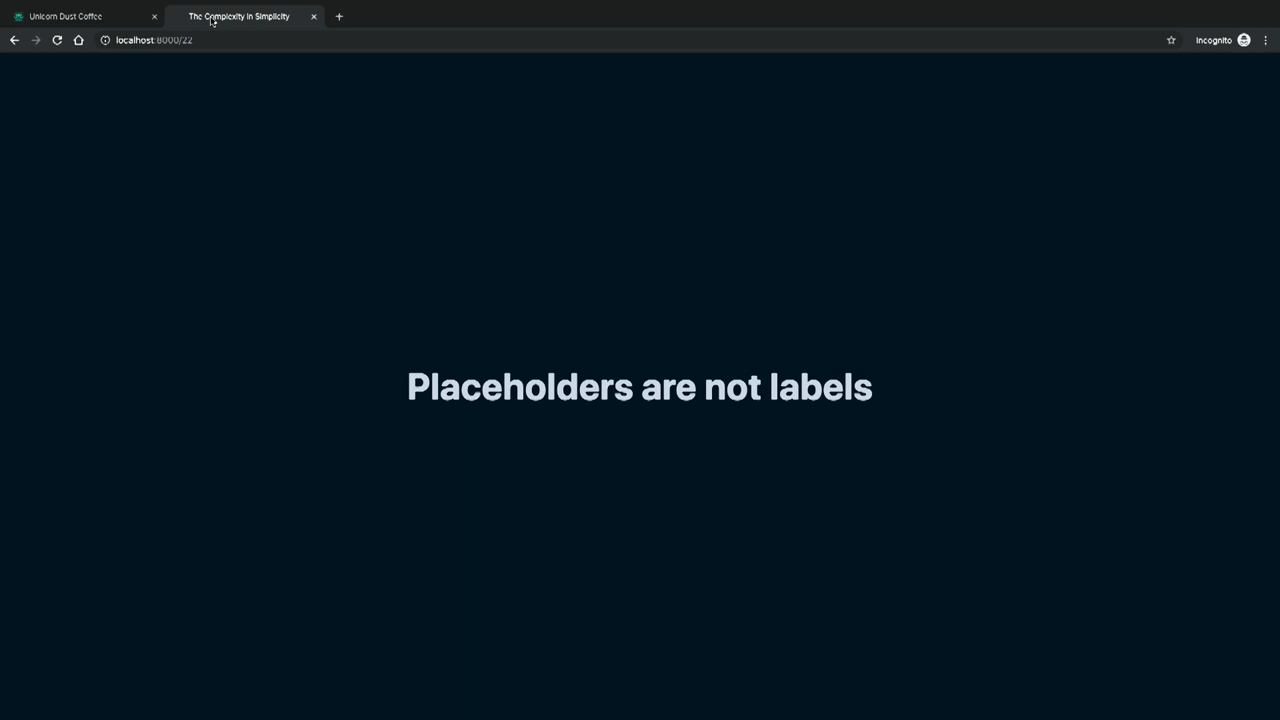 Unicorn Dust Coffee
The Complexity in Simplicity
localhost:8000/22
Incognito
Placeholders are not labels